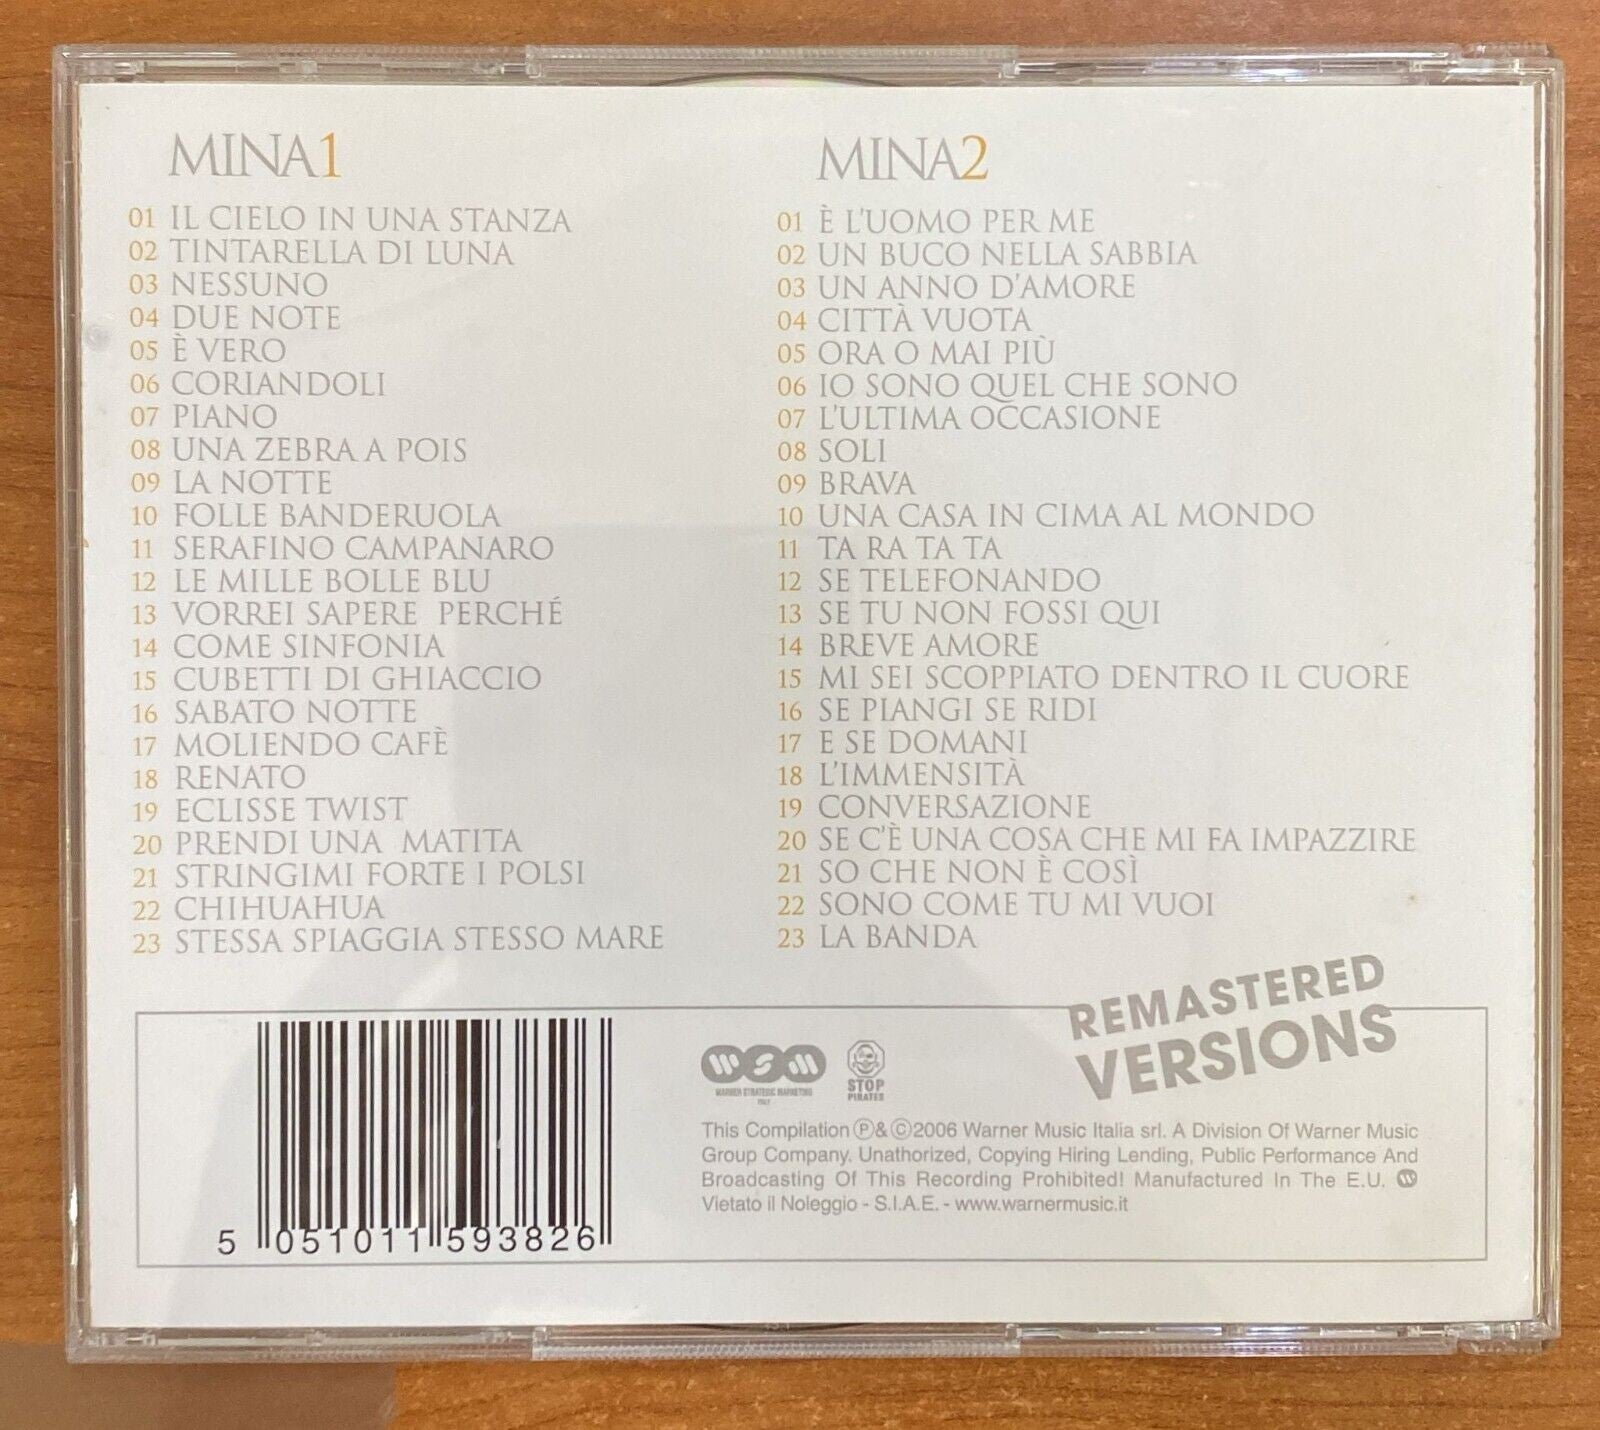 MINA1
01 IL CIELO IN UNA STANZA
02 TINTARELLA DI LUNA
03 NESSUNO
04 DUE NOTE
05 È VERO
06 CORIANDOLI
07 PIANO
08 UNA ZEBRA A POIS
09 LA NOTTE
10 FOLLE BANDERUOLA
11 SERAFINO CAMPANARO
12 LE MILLE BOLLE BLU
13 VORREI SAPERE PERCHÉ
14 COME SINFONIA
15 CUBETTI DI GHIACCIO
16 SABATO NOTTE
17 MOLIENDO CAFÈ
18 RENATO
19 ECLISSE TWIST
20 PRENDI UNA MATITA
21 STRINGIMI FORTE I POLSI
22 CHIHUAHUA
23 STESSA SPIAGGIA STESSO MARE
MINA2
01 È L'UOMO PER ME
02 UN BUCO NELLA SABBIA
03 UN ANNO D'AMORE
04 CITTÀ VUOTA
05 ORA O MAI PIÙ
06 IO SONO QUEL CHE SONO
07 L'ULTIMA OCCASIONE
08 SOLI
09 BRAVA
10 UNA CASA IN CIMA AL MONDO
11 TA RA TA TA
12 SE TELEFONANDO
13 SE TU NON FOSSI QUI
14 BREVE AMORE
15 MI SEI SCOPPIATO DENTRO IL CUORE
16 SE PIANGI SE RIDI
17 E SE DOMANI
18 L'IMMENSITÀ
19 CONVERSAZIONE
20 SE C'È UNA COSA CHE MI FA IMPAZZIRE
21 SO CHE NON È COSÌ
22 SONO COME TU MI VUOI
23 LA BANDA
REMASTERED
VERSIONS
5 051011 593826
WSM
WARNER STRATEGIC MARKETING
ITALY
STOP
PIRATES
This Compilation Ⓟ&©2006 Warner Music Italia srl. A Division Of Warner Music
Group Company. Unathorized, Copying Hiring Lending, Public Performance And
Broadcasting Of This Recording Prohibited! Manufactured In The E.U.
Vietato il Noleggio - S.I.A.E. - www.warnermusic.it